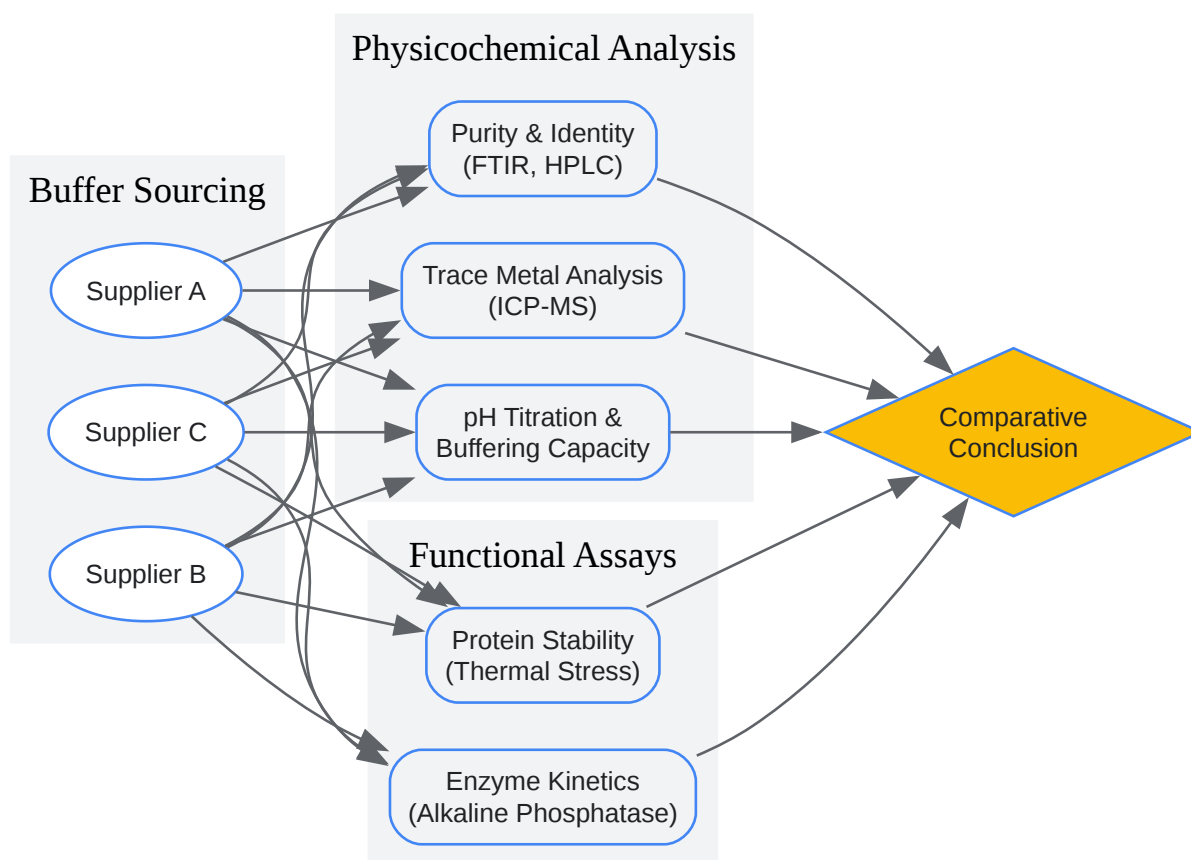 Buffer Sourcing
Supplier A
Supplier C
Supplier B
Physicochemical Analysis
Purity & Identity
(FTIR, HPLC)
Trace Metal Analysis
(ICP-MS)
pH Titration &
Buffering Capacity
Functional Assays
Protein Stability
(Thermal Stress)
Enzyme Kinetics
(Alkaline Phosphatase)
Comparative
Conclusion